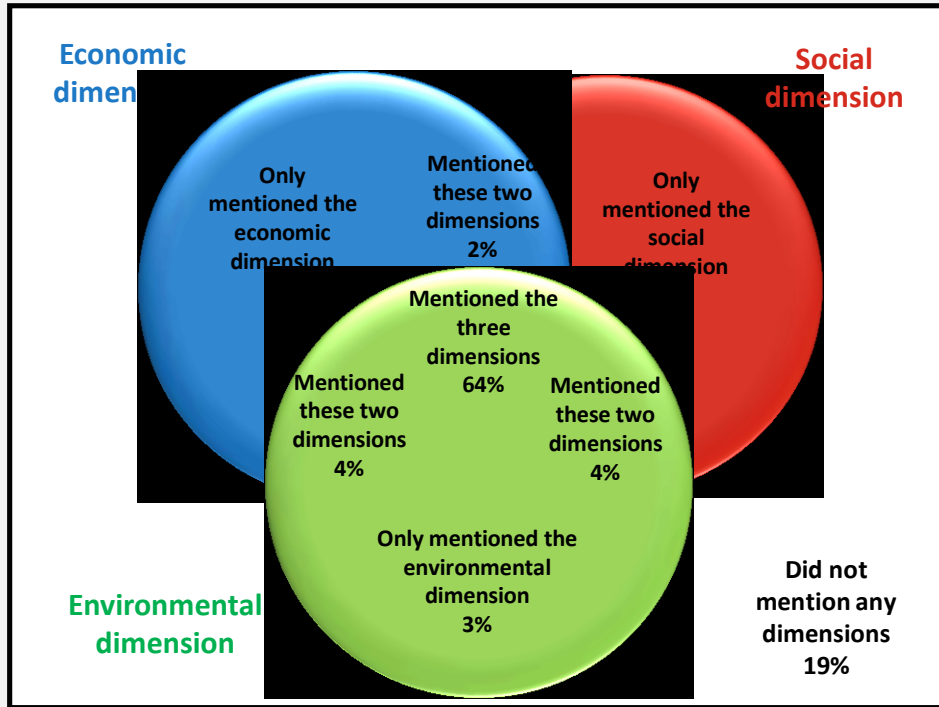 Economic
dimen
Social
dimension
Only
mentioned the
economic
dimension
Mentioned
these two
dimensions
2%
Only
mentioned the
social
dimension
Mentioned the
three
dimensions
64%
Mentioned
these two
dimensions
4%
Mentioned
these two
dimensions
4%
Only mentioned the
environmental
dimension
3%
Environmental
dimension
Did not
mention any
dimensions
19%